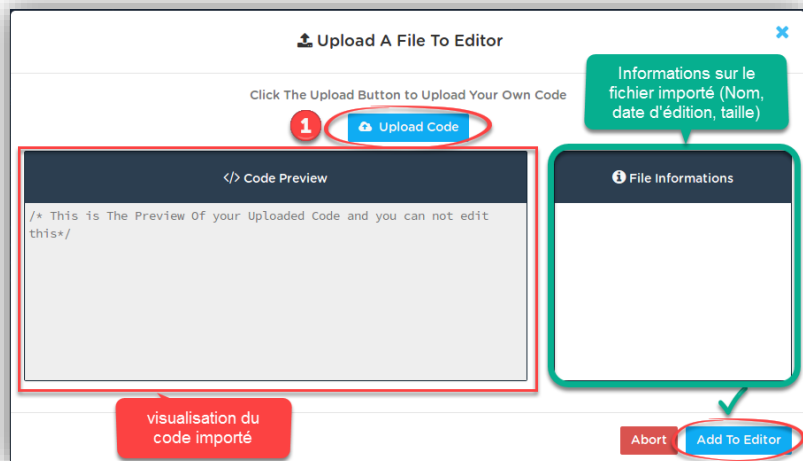 Upload A File To Editor
Click The Upload Button to Upload Your Own Code
1
Upload Code
Informations sur le
fichier importé (Nom,
date d'édition, taille)
</> Code Preview
File Informations
/* This is The Preview Of your Uploaded Code and you can not edit
this*/
visualisation du
code importé
Abort
Add To Editor